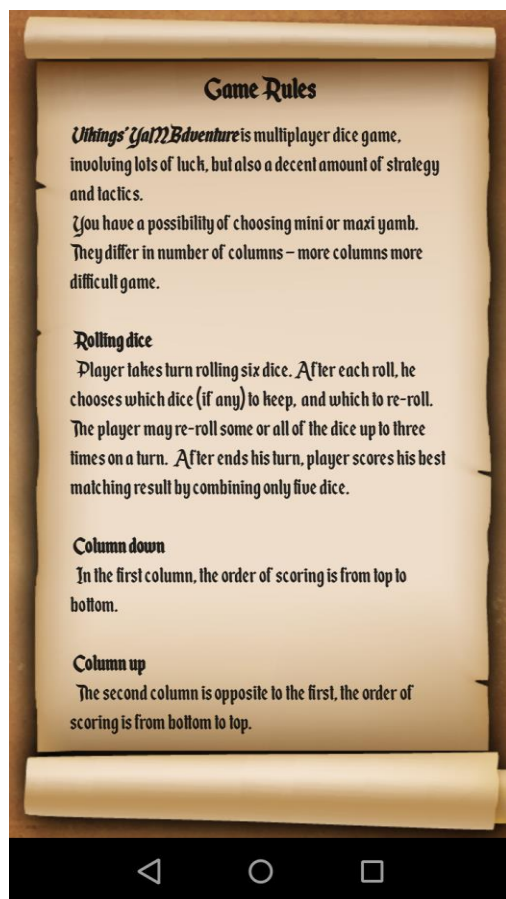 Game Rules
Vikings' YaMBdventure is multiplayer dice game,
involving lots of luck, but also a decent amount of strategy
and tactics.
You have a possibility of choosing mini or maxi yamb.
They differ in number of columns – more columns more
difficult game.
Rolling dice
Player takes turn rolling six dice. After each roll, he
chooses which dice (if any) to keep, and which to re-roll.
The player may re-roll some or all of the dice up to three
times on a turn. After ends his turn, player scores his best
matching result by combining only five dice.
Column down
In the first column, the order of scoring is from top to
bottom.
Column up
The second column is opposite to the first, the order of
scoring is from bottom to top.